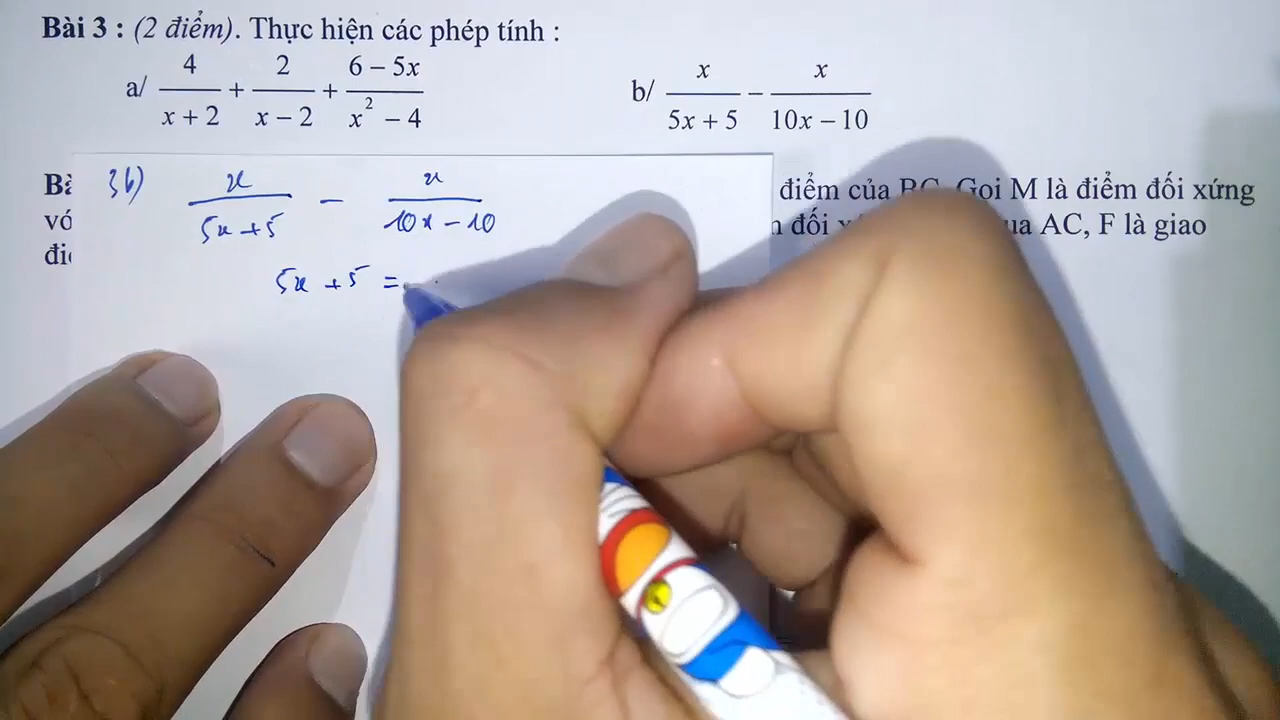 Bài 3 : (2 điểm). Thực hiện các phép tính :
a/ 4/(x + 2) + 2/(x − 2) + (6 − 5x)/(x² − 4)
b/ x/(5x + 5) − x/(10x − 10)
3b) x/(5x + 5) − x/(10x − 10)
điểm của BC. Gọi M là điểm đối xứng
đối AC, F là giao
5x + 5 =